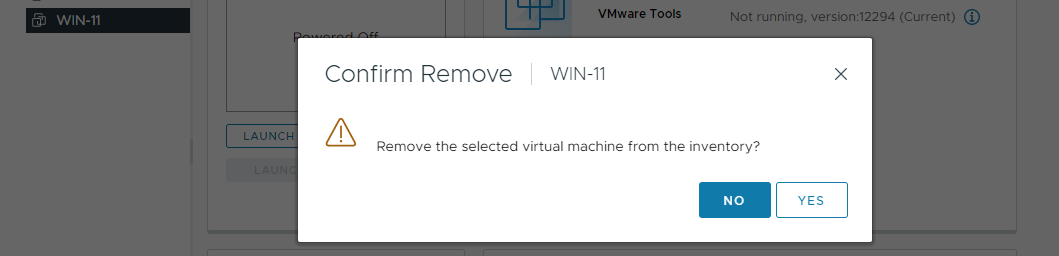 WIN-11
VMware Tools
Not running, version:12294 (Current)
Powered Off
Confirm Remove
WIN-11
LAUNCH
Remove the selected virtual machine from the inventory?
LAUNC
NO
YES